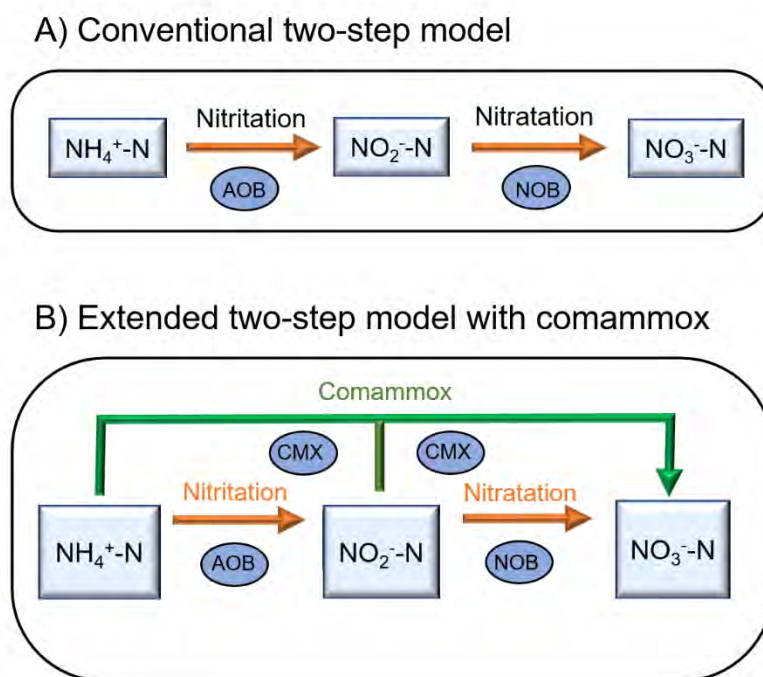 A) Conventional two-step model
Nitritation Nitratation
NH₄⁺-N NO₂⁻-N NO₃⁻-N
AOB NOB
B) Extended two-step model with comammox
Comammox
CMX CMX
Nitritation Nitratation
NH₄⁺-N NO₂⁻-N NO₃⁻-N
AOB NOB